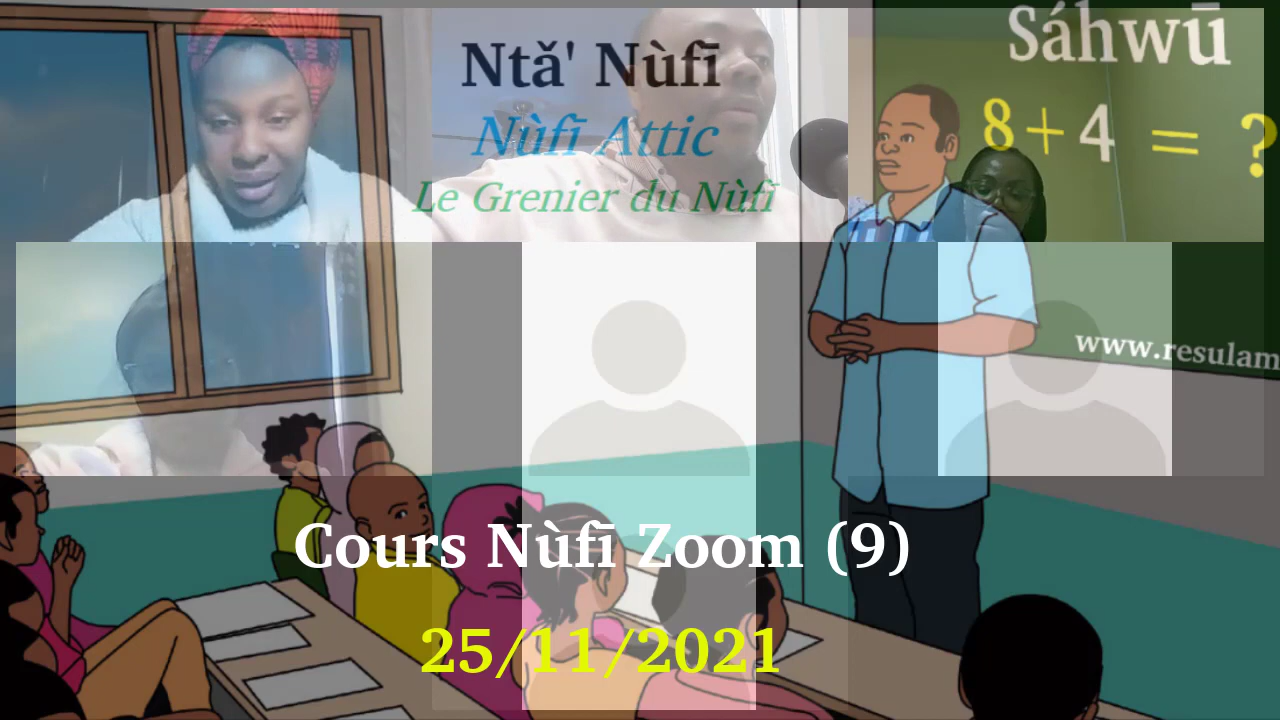 Ntǎ' Nùfī
Nùfī Attic
Le Grenier du Nùfī
Sáhwū
8 + 4 = ?
www.resulam
Cours Nùfī Zoom (9)
25/11/2021